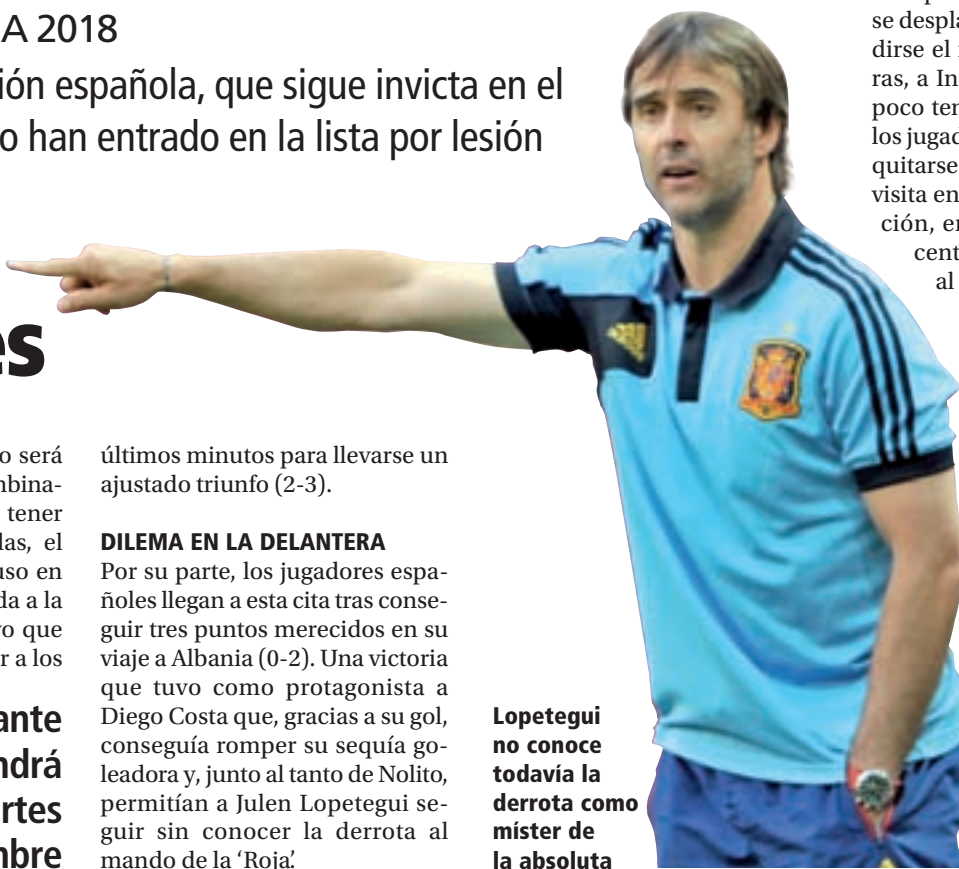 A 2018
ión española, que sigue invicta en el
o han entrado en la lista por lesión
es
o será
mbina-
tener
las, el
uso en
da a la
vo que
r a los
ante
ndrá
rtes
mbre
últimos minutos para llevarse un
ajustado triunfo (2-3).
DILEMA EN LA DELANTERA
Por su parte, los jugadores espa-
ñoles llegan a esta cita tras conse-
guir tres puntos merecidos en su
viaje a Albania (0-2). Una victoria
que tuvo como protagonista a
Diego Costa que, gracias a su gol,
conseguía romper su sequía go-
leadora y, junto al tanto de Nolito,
permitían a Julen Lopetegui se-
guir sin conocer la derrota al
mando de la ‘Roja’.
Lopetegui
no conoce
todavía la
derrota como
míster de
la absoluta
se despla
dirse el
ras, a In
poco ten
los jugad
quitarse
visita en
ción, en
cent
al